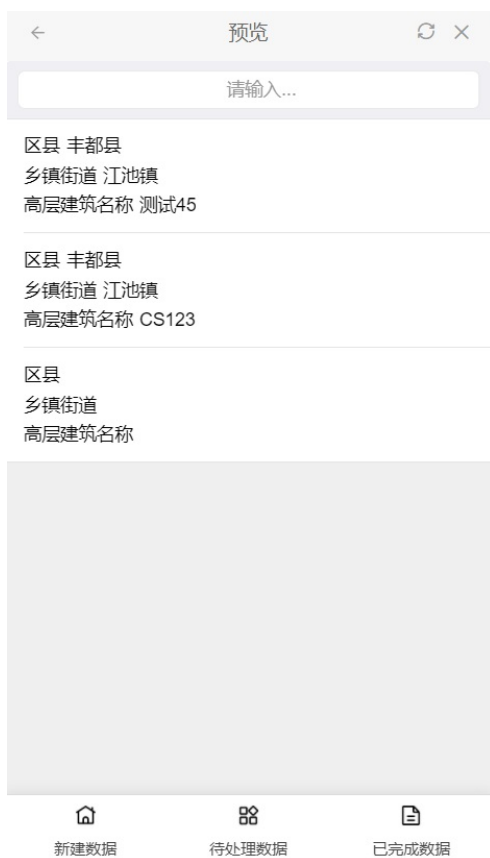 预览
请输入...
区县 丰都县
乡镇街道 江池镇
高层建筑名称 测试45
区县 丰都县
乡镇街道 江池镇
高层建筑名称 CS123
区县
乡镇街道
高层建筑名称
新建数据 待处理数据 已完成数据